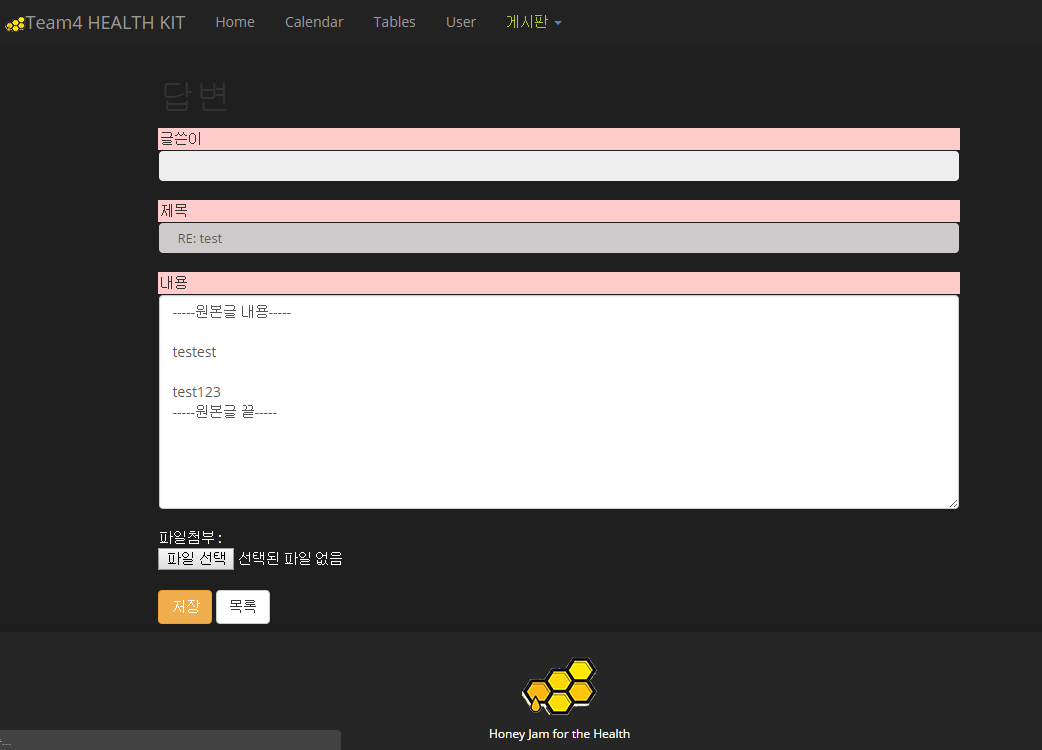 Team4 HEALTH KIT Home Calendar Tables User 게시판
답변
글쓴이
제목
RE: test
내용
-----원본글 내용-----
testest
test123
-----원본글 끝-----
파일첨부 :
파일 선택 선택된 파일 없음
저장 목록
Honey Jam for the Health